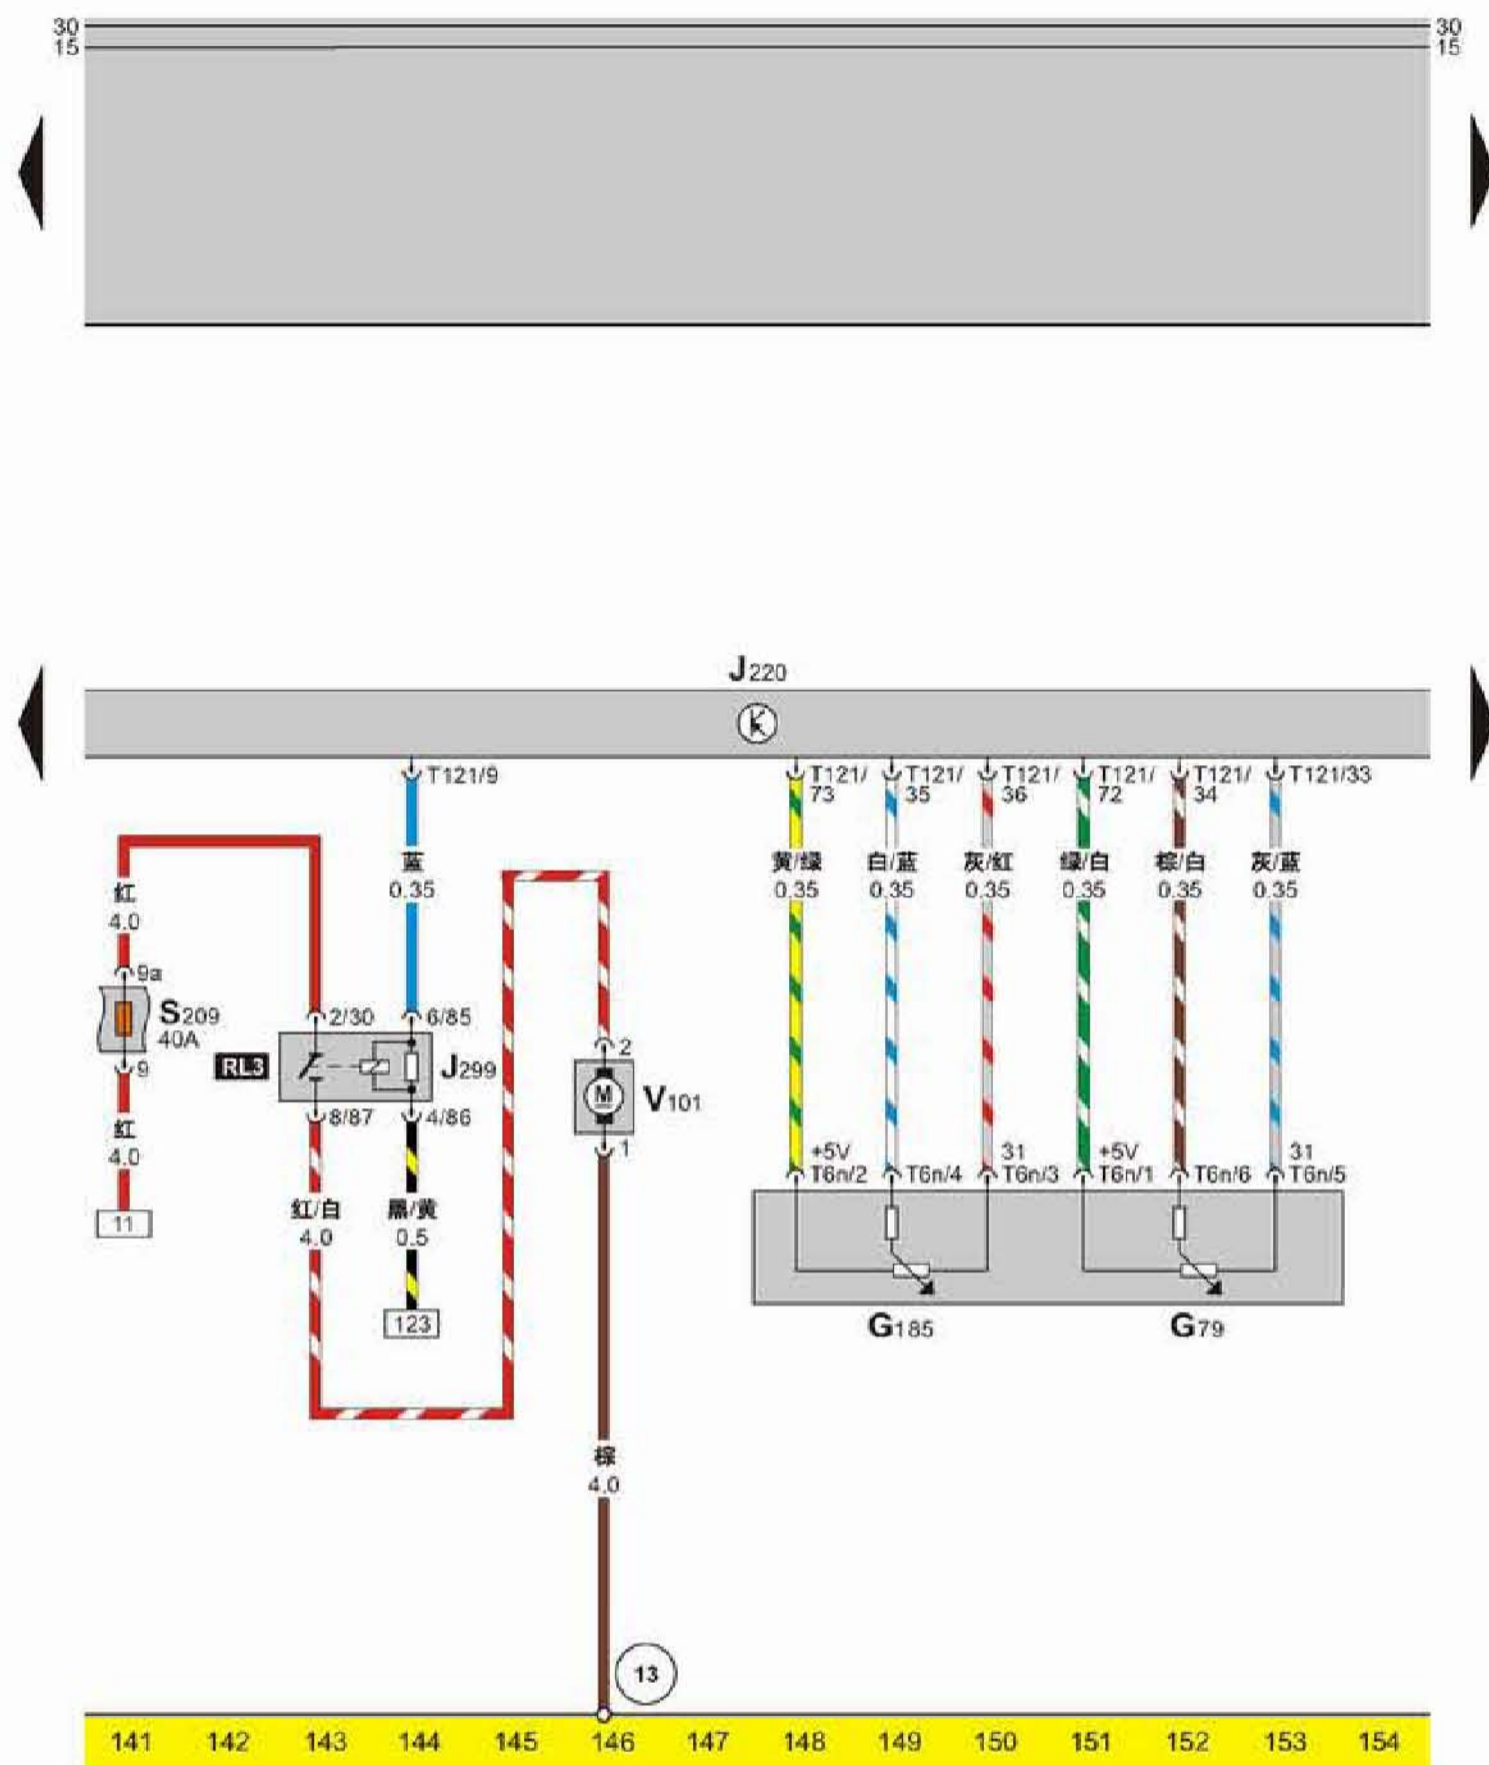 30 30
15 15
J220
K
T121/9
T121/73
T121/35
T121/36
T121/72
T121/34
T121/33
红 4.0
蓝 0.35
黄/绿 0.35
白/蓝 0.35
灰/红 0.35
绿/白 0.35
棕/白 0.35
灰/蓝 0.35
9a
S209
40A
9
2/30
6/85
RL3
J299
8/87
4/86
2
M
V101
1
红 4.0
11
红/白 4.0
黑/黄 0.5
123
+5V
T6n/2
T6n/4
31
T6n/3
+5V
T6n/1
T6n/6
31
T6n/5
G185
G79
棕 4.0
13
141 142 143 144 145 146 147 148 149 150 151 152 153 154